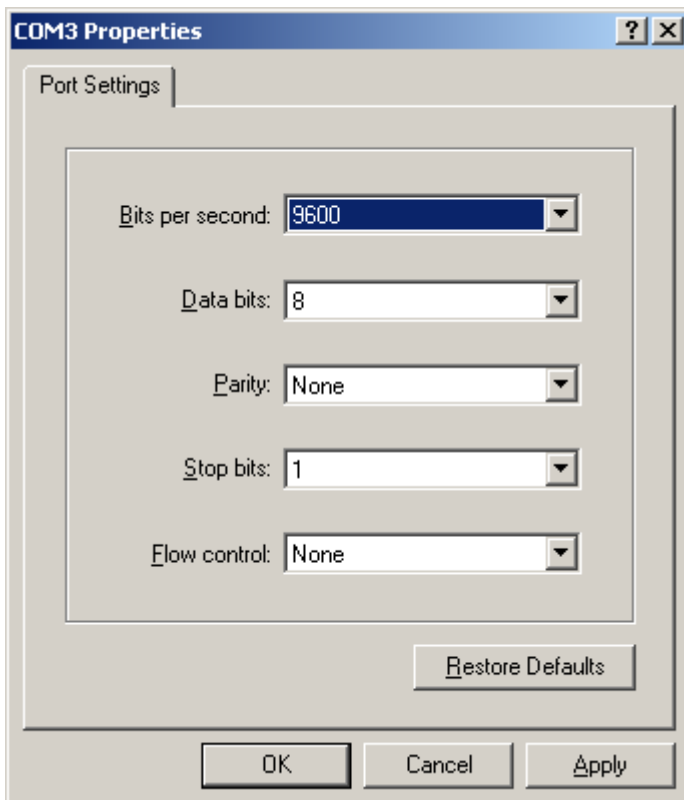 COM3 Properties
Port Settings
Bits per second: 9600
Data bits: 8
Parity: None
Stop bits: 1
Flow control: None
Restore Defaults
OK Cancel Apply